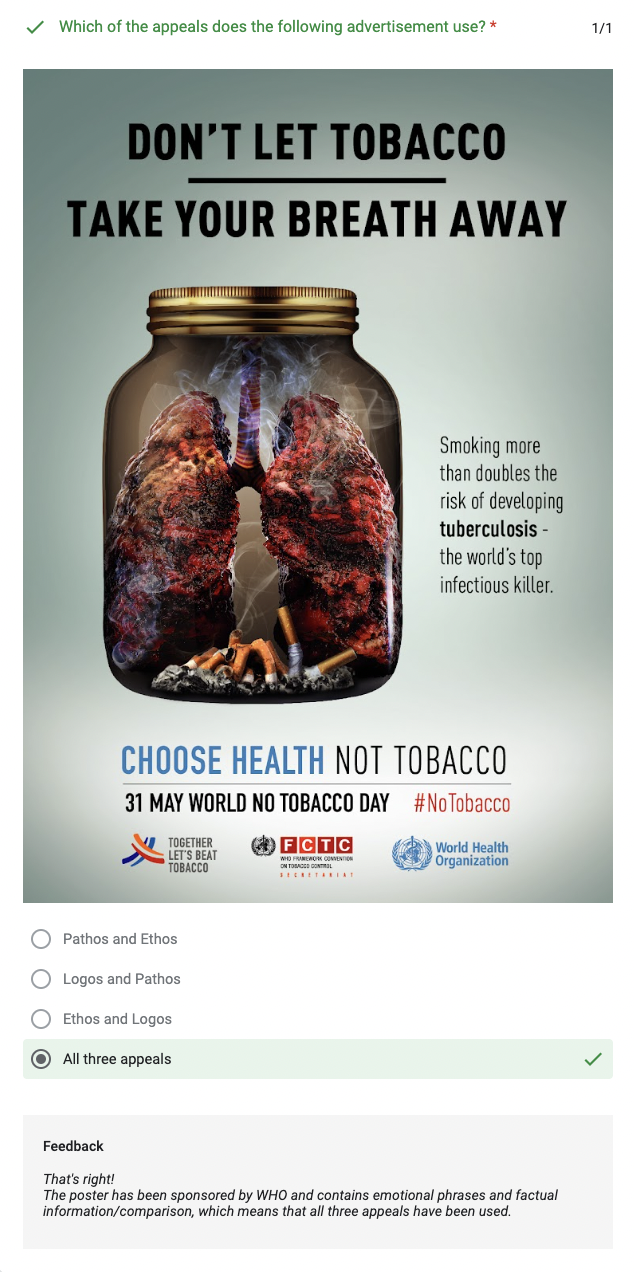 Which of the appeals does the following advertisement use? *
1/1
DON'T LET TOBACCO
TAKE YOUR BREATH AWAY
Smoking more
than doubles the
risk of developing
tuberculosis -
the world's top
infectious killer.
CHOOSE HEALTH NOT TOBACCO
31 MAY WORLD NO TOBACCO DAY #NoTobacco
TOGETHER
LET'S BEAT
TOBACCO
FCTC
WHO FRAMEWORK CONVENTION
ON TOBACCO CONTROL
SECRETARIAT
World Health
Organization
Pathos and Ethos
Logos and Pathos
Ethos and Logos
All three appeals
Feedback
That's right!
The poster has been sponsored by WHO and contains emotional phrases and factual
information/comparison, which means that all three appeals have been used.